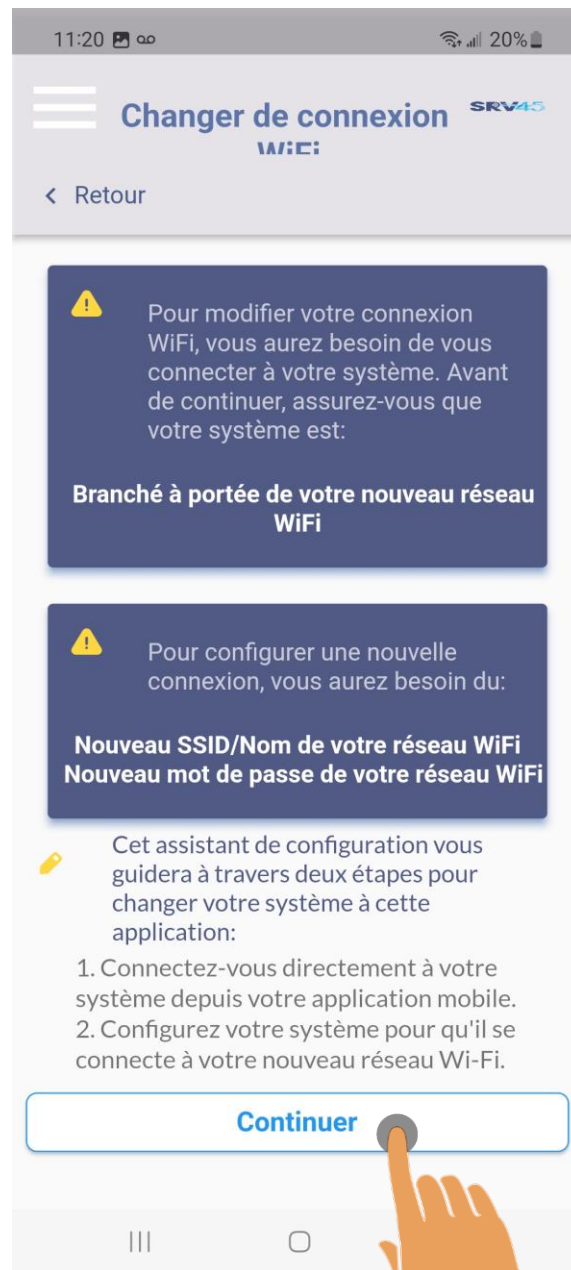 11:20
20%
Changer de connexion
WiFi
SRV45
< Retour
Pour modifier votre connexion
WiFi, vous aurez besoin de vous
connecter à votre système. Avant
de continuer, assurez-vous que
votre système est:
Branché à portée de votre nouveau réseau
WiFi
Pour configurer une nouvelle
connexion, vous aurez besoin du:
Nouveau SSID/Nom de votre réseau WiFi
Nouveau mot de passe de votre réseau WiFi
Cet assistant de configuration vous
guidera à travers deux étapes pour
changer votre système à cette
application:
1. Connectez-vous directement à votre
système depuis votre application mobile.
2. Configurez votre système pour qu'il se
connecte à votre nouveau réseau Wi-Fi.
Continuer